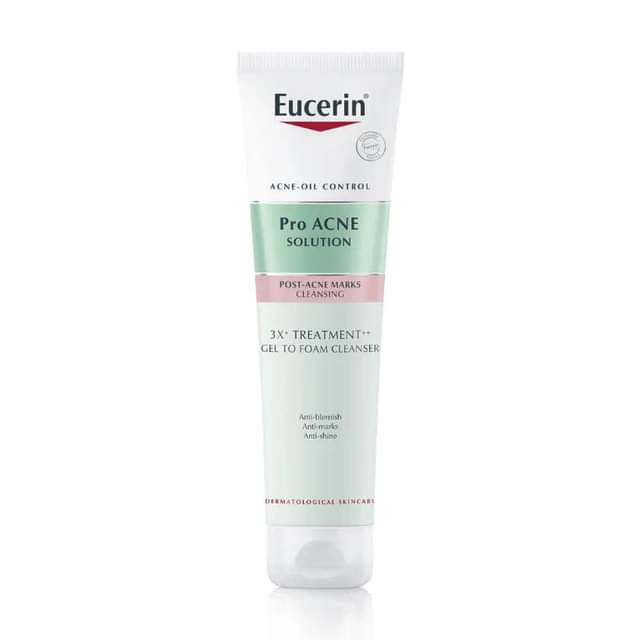 Eucerin®
ACNE-OIL CONTROL
Pro ACNE
SOLUTION
POST-ACNE MARKS
CLEANSING
3X+ TREATMENT++
GEL TO FOAM CLEANSER
Anti-blemish
Anti-marks
Anti-shine
DERMATOLOGICAL SKINCARE